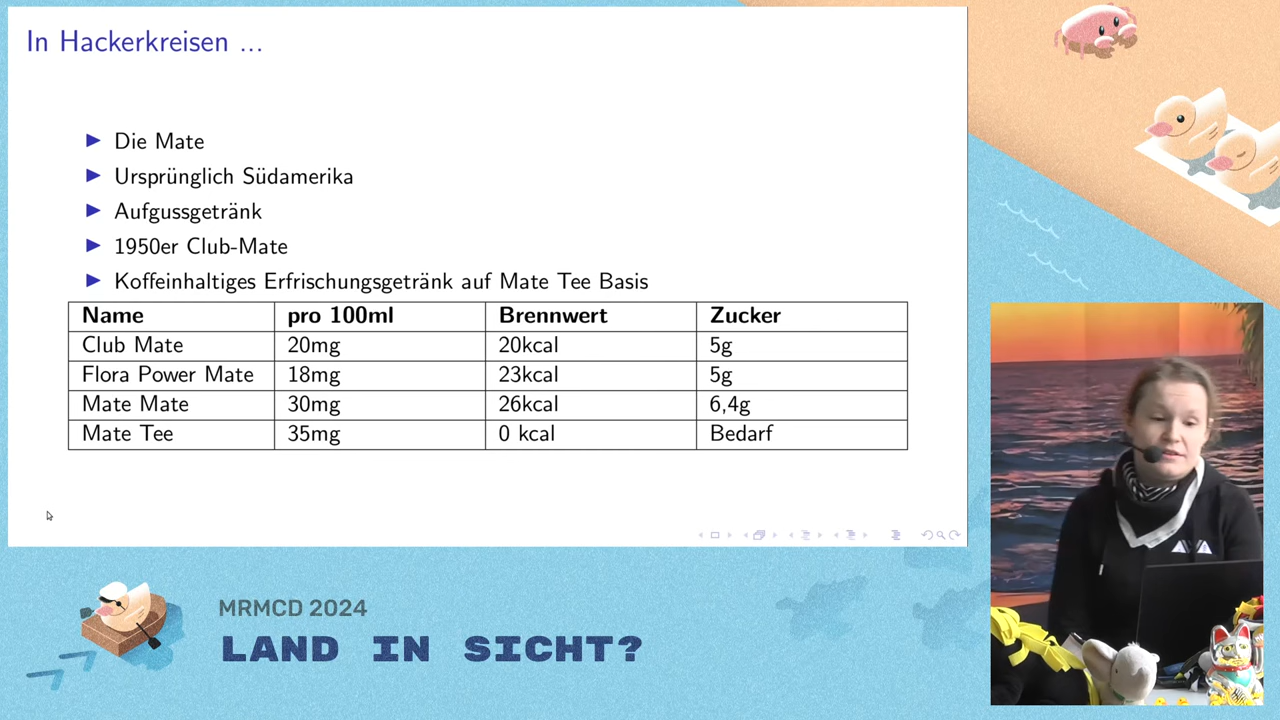 In Hackerkreisen ...
Die Mate
Ursprünglich Südamerika
Aufgussgetränk
1950er Club-Mate
Koffeinhaltiges Erfrischungsgetränk auf Mate Tee Basis
Name pro 100ml Brennwert Zucker
Club Mate 20mg 20kcal 5g
Flora Power Mate 18mg 23kcal 5g
Mate Mate 30mg 26kcal 6,4g
Mate Tee 35mg 0 kcal Bedarf
MRMCD 2024
LAND IN SICHT?